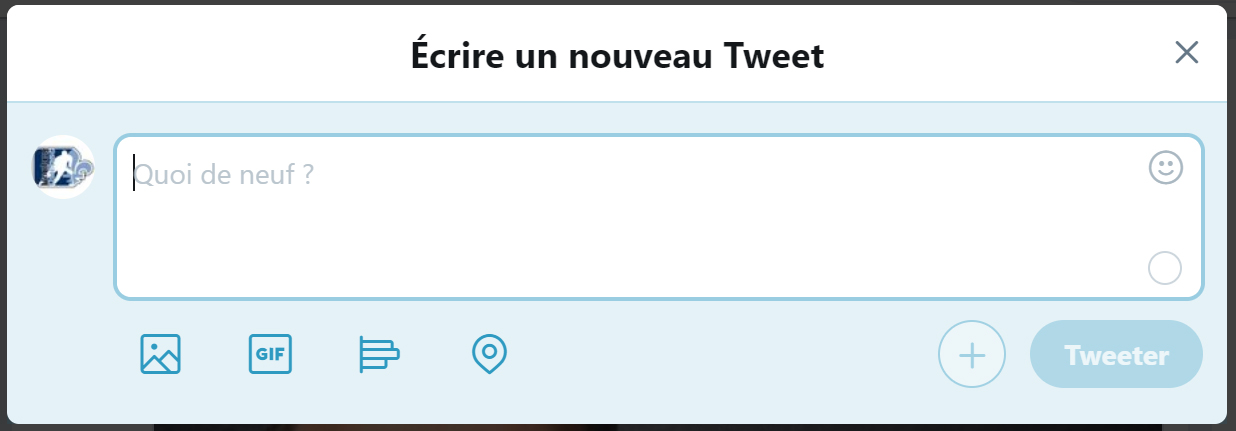 Écrire un nouveau Tweet
Quoi de neuf ?
GIF
Tweeter